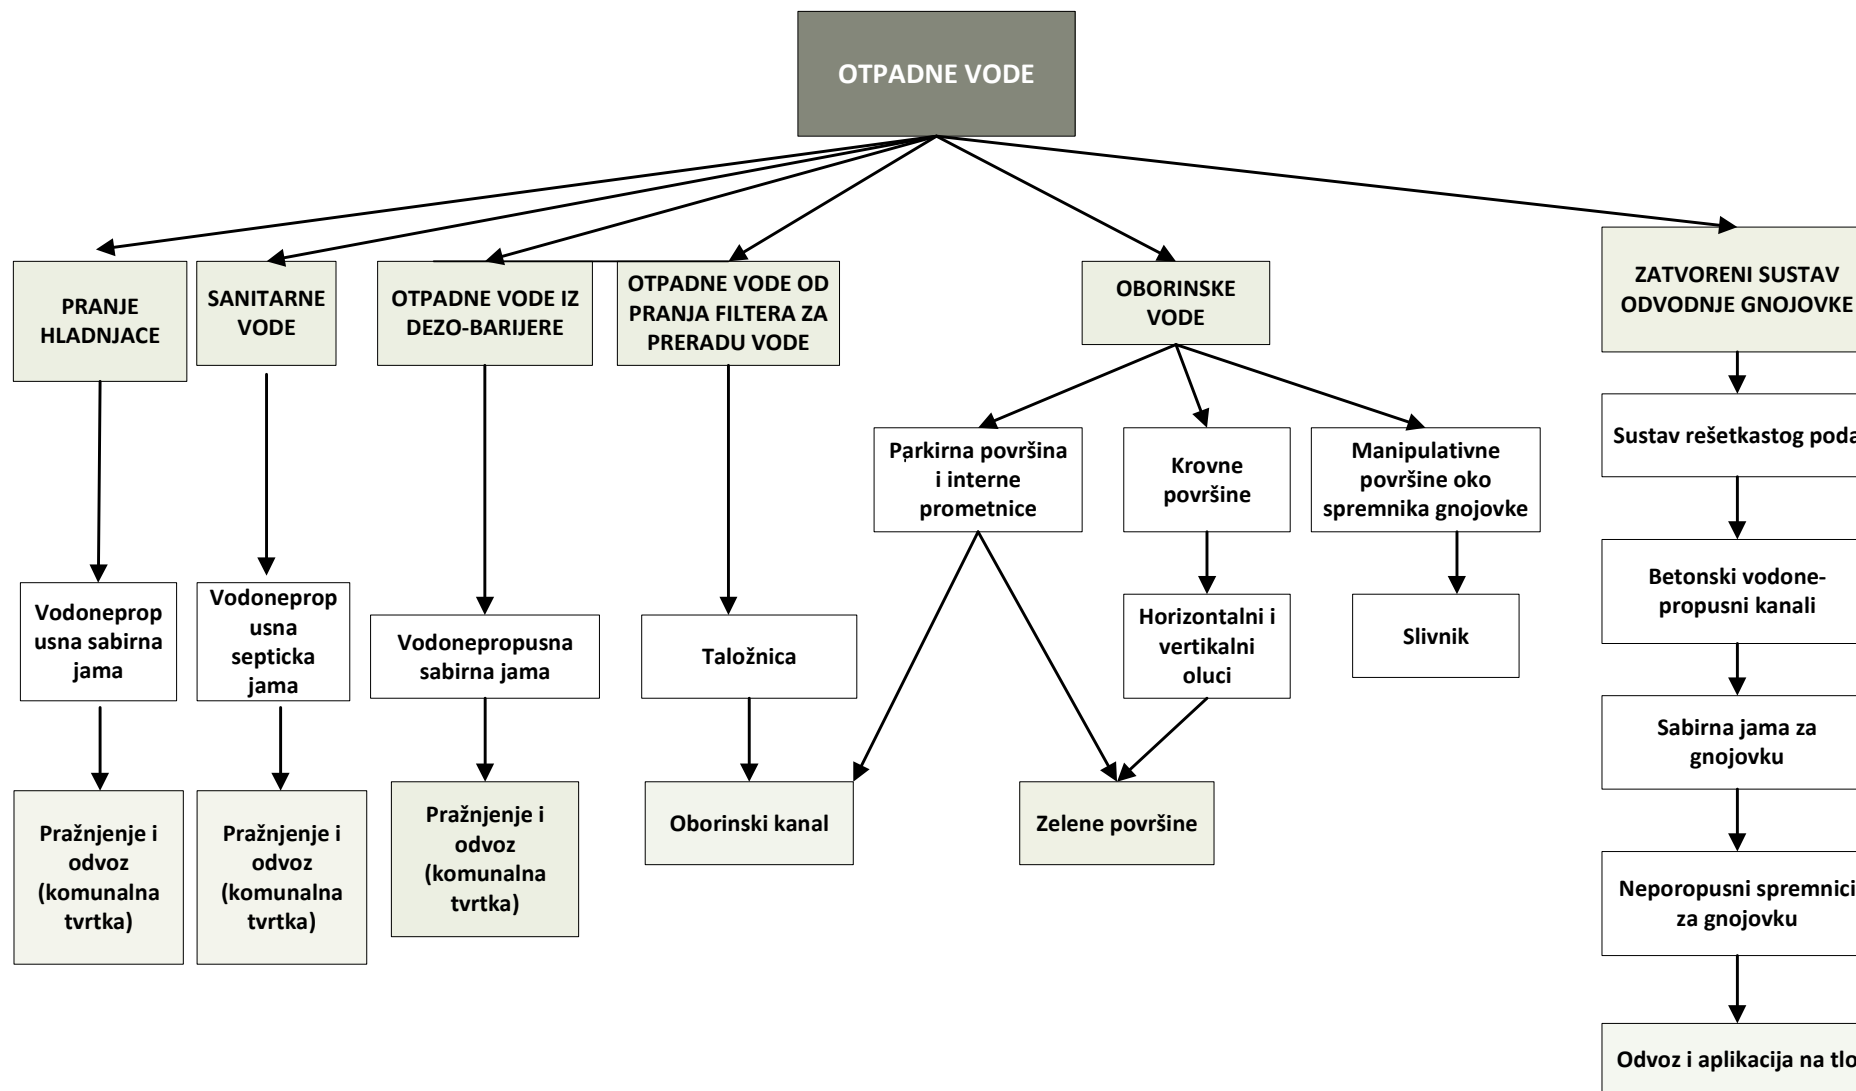 OTPADNE VODE
PRANJE
HLADNJACE
SANITARNE
VODE
OTPADNE VODE IZ
DEZO-BARIJERE
OTPADNE VODE OD
PRANJA FILTERA ZA
PRERADU VODE
OBORINSKE
VODE
ZATVORENI SUSTAV
ODVODNJE GNOJOVKE
Parkirna površina
i interne
prometnice
Krovne
površine
Manipulativne
površine oko
spremnika gnojovke
Sustav rešetkastog poda
Vodoneprop
usna sabirna
jama
Vodoneprop
usna
septicka
jama
Vodonepropusna
sabirna jama
Taložnica
Horizontalni i
vertikalni
oluci
Slivnik
Betonski vodone-
propusni kanali
Sabirna jama za
gnojovku
Pražnjenje i
odvoz
(komunalna
tvrtka)
Pražnjenje i
odvoz
(komunalna
tvrtka)
Pražnjenje i
odvoz
(komunalna
tvrtka)
Oborinski kanal
Zelene površine
Neporopusni spremnici
za gnojovku
Odvoz i aplikacija na tlo